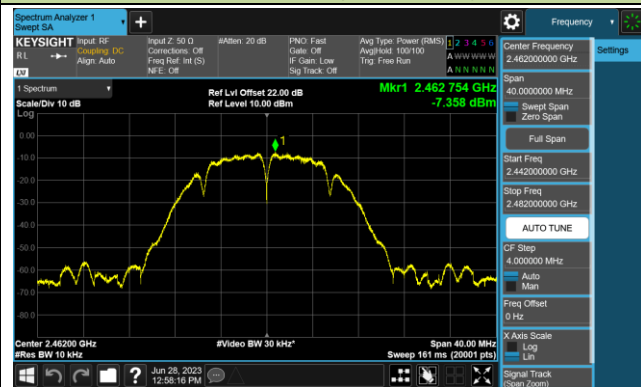 Spectrum Analyzer 1
Swept SA
Frequency
KEYSIGHT
RL
LXI
Input: RF
Coupling: DC
Align: Auto
Input Z: 50 Ω
Corrections: Off
Freq Ref: Int (S)
NFE: Off
#Atten: 20 dB
PNO: Fast
Gate: Off
IF Gain: Low
Sig Track: Off
Avg Type: Power (RMS)
Avg|Hold: 100/100
Trig: Free Run
1 2 3 4 5 6
A W W W W W
A N N N N N
1 Spectrum
Scale/Div 10 dB
Log
Ref Lvl Offset 22.00 dB
Ref Level 10.00 dBm
Mkr1 2.462 754 GHz
-7.358 dBm
1
0.00
-10.0
-20.0
-30.0
-40.0
-50.0
-60.0
-70.0
-80.0
Center 2.46200 GHz
#Res BW 10 kHz
#Video BW 30 kHz*
Span 40.00 MHz
Sweep 161 ms (20001 pts)
Jun 28, 2023
12:58:16 PM
Center Frequency
2.462000000 GHz
Settings
Span
40.0000000 MHz
Swept Span
Zero Span
Full Span
Start Freq
2.442000000 GHz
Stop Freq
2.482000000 GHz
AUTO TUNE
CF Step
4.000000 MHz
Auto
Man
Freq Offset
0 Hz
X Axis Scale
Log
Lin
Signal Track
(Span Zoom)